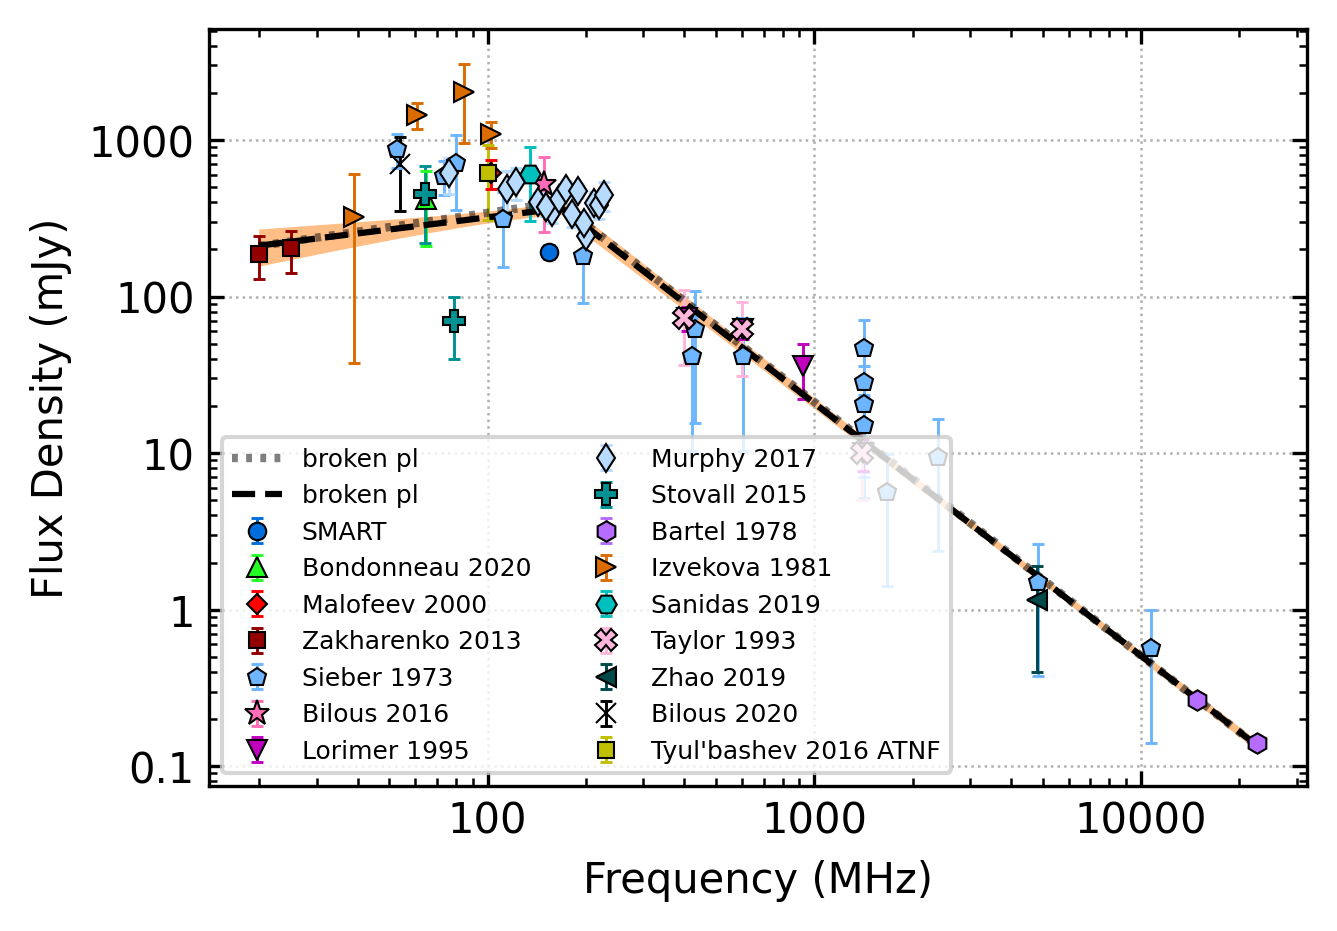 Flux Density (mJy)
1000
100
10
1
0.1
broken pl
broken pl
SMART
Bondonneau 2020
Malofeev 2000
Zakharenko 2013
Sieber 1973
Bilous 2016
Lorimer 1995
Murphy 2017
Stovall 2015
Bartel 1978
Izvekova 1981
Sanidas 2019
Taylor 1993
Zhao 2019
Bilous 2020
Tyul'bashev 2016 ATNF
100
1000
10000
Frequency (MHz)